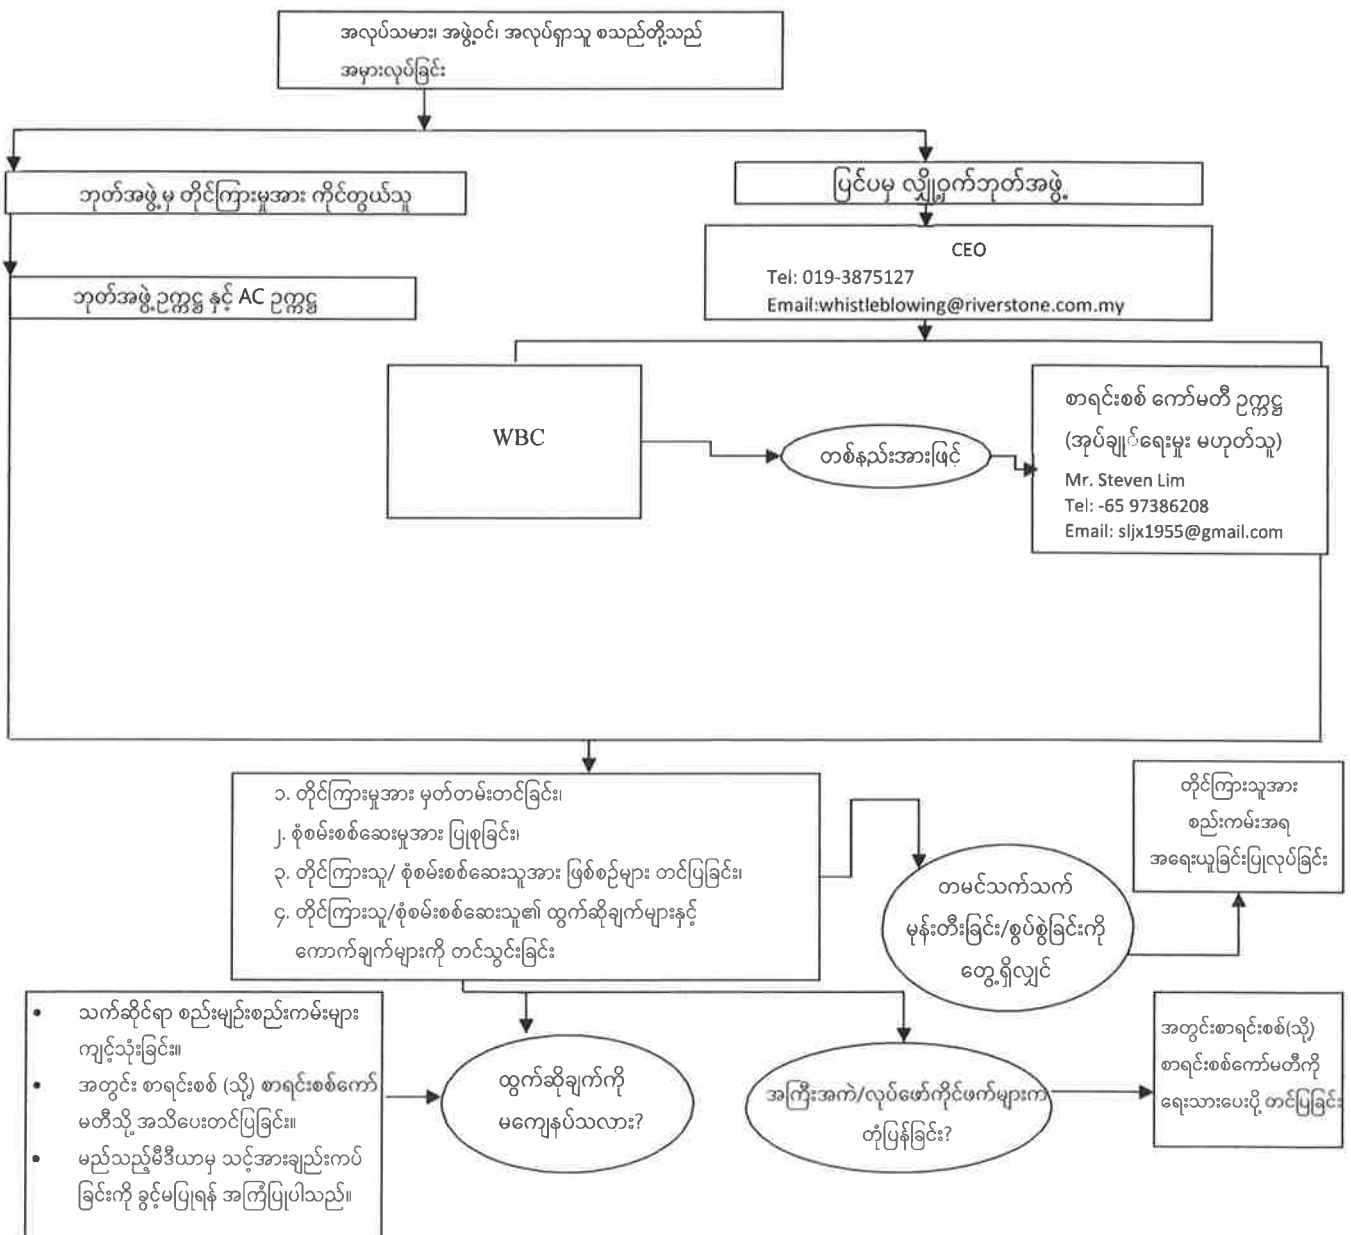 အလုပ်သမား၊ အဖွဲ့ဝင်၊ အလုပ်ရှာသူ စသည်တို့သည်
အမှားလုပ်ခြင်း
ဘုတ်အဖွဲ့မှ တိုင်ကြားမှုအား ကိုင်တွယ်သူ
ပြင်ပမှ လျှို့ဝှက်ဘုတ်အဖွဲ့
CEO
Tel: 019-3875127
Email:whistleblowing@riverstone.com.my
ဘုတ်အဖွဲ့ဥက္ကဋ္ဌ နှင့် AC ဥက္ကဋ္ဌ
WBC
တစ်နည်းအားဖြင့်
စာရင်းစစ် ကော်မတီ ဥက္ကဋ္ဌ
(အုပ်ချု◌်ရေးမှူး မဟုတ်သူ)
Mr. Steven Lim
Tel: -65 97386208
Email: sljx1955@gmail.com
၁. တိုင်ကြားမှုအား မှတ်တမ်းတင်ခြင်း၊
၂. စုံစမ်းစစ်ဆေးမှုအား ပြုစုခြင်း၊
၃. တိုင်ကြားသူ/ စုံစမ်းစစ်ဆေးသူအား ဖြစ်စဉ်များ တင်ပြခြင်း၊
၄. တိုင်ကြားသူ/စုံစမ်းစစ်ဆေးသူ၏ ထွက်ဆိုချက်များနှင့်
ကောက်ချက်များကို တင်သွင်းခြင်း
တမင်သက်သက်
မုန်းတီးခြင်း/စွပ်စွဲခြင်းကို
တွေ့ရှိလျှင်
တိုင်ကြားသူအား
စည်းကမ်းအရ
အရေးယူခြင်းပြုလုပ်ခြင်း
• သက်ဆိုင်ရာ စည်းမျဉ်းစည်းကမ်းများ
ကျင့်သုံးခြင်း။
• အတွင်း စာရင်းစစ် (သို့) စာရင်းစစ်ကော်
မတီသို့ အသိပေးတင်ပြခြင်း။
• မည်သည့်မီဒီယာမှ သင့်အားချည်းကပ်
ခြင်းကို ခွင့်မပြုရန် အကြံပြုပါသည်။
ထွက်ဆိုချက်ကို
မကျေနပ်သလား?
အကြီးအကဲ/လုပ်ဖော်ကိုင်ဖက်များက
တုံ့ပြန်ခြင်း?
အတွင်းစာရင်းစစ်(သို့)
စာရင်းစစ်ကော်မတီကို
ရေးသားပေးပို့ တင်ပြခြင်း